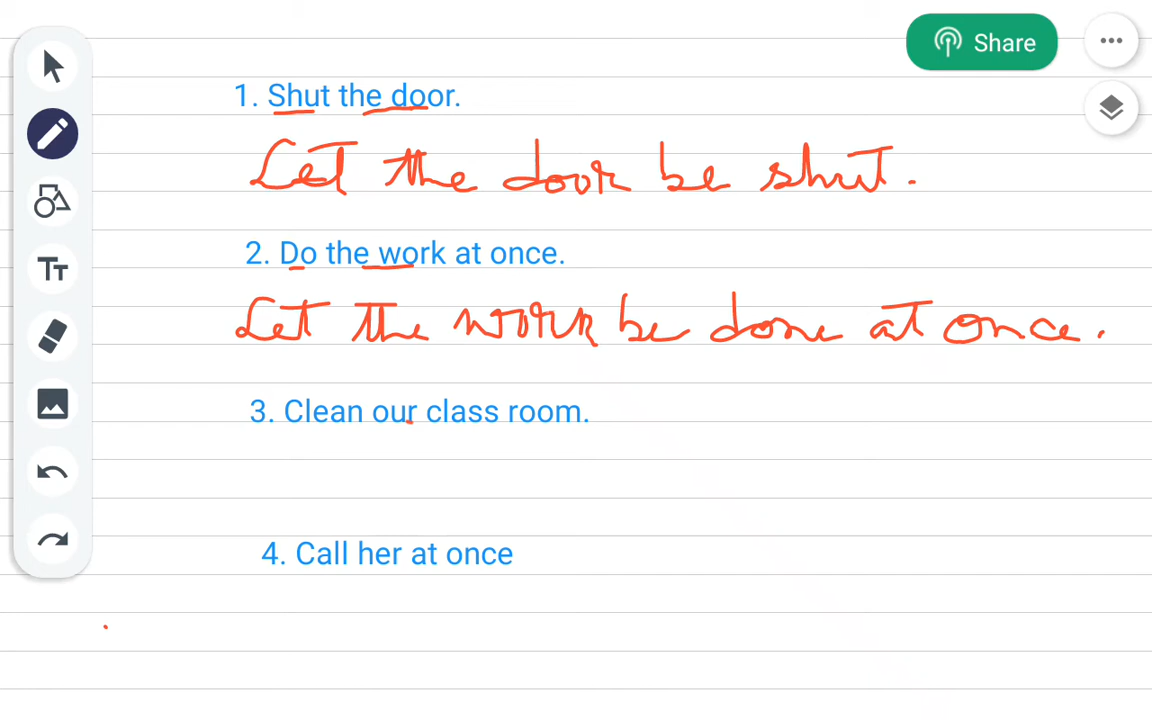 Share
1. Shut the door.
Let the door be shut.
2. Do the work at once.
Let the work be done at once.
3. Clean our class room.
4. Call her at once